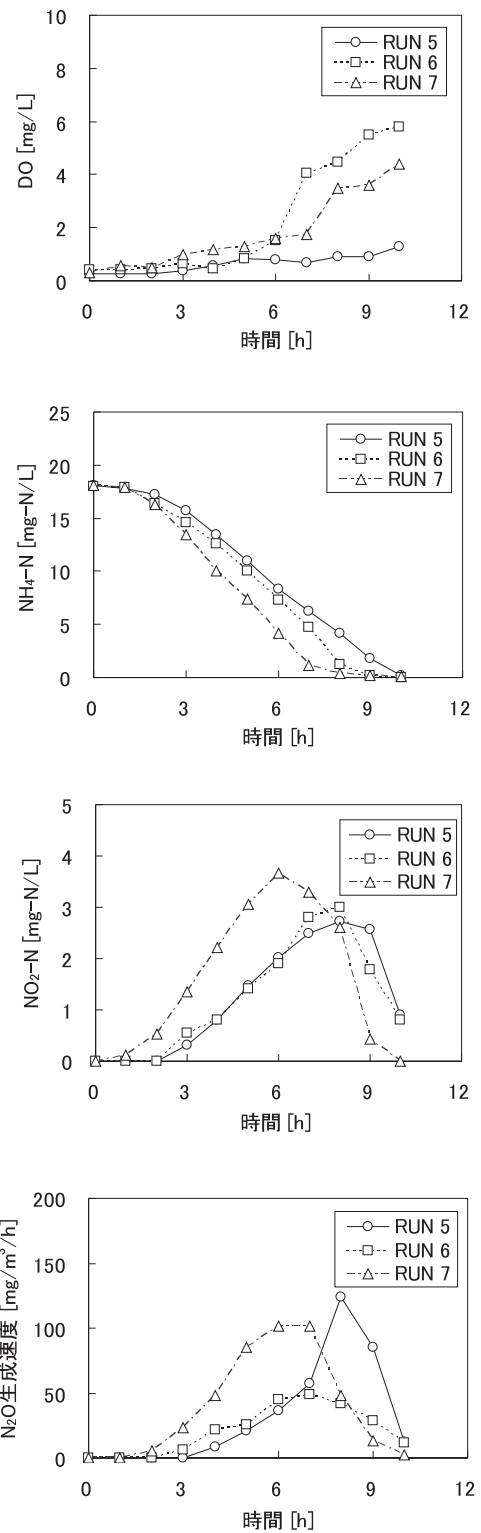 10
8
6
4
2
0
DO [mg/L]
RUN 5
RUN 6
RUN 7
0 3 6 9 12
時間 [h]
25
20
15
10
5
0
NH₄-N [mg-N/L]
RUN 5
RUN 6
RUN 7
0 3 6 9 12
時間 [h]
5
4
3
2
1
0
NO₂-N [mg-N/L]
RUN 5
RUN 6
RUN 7
0 3 6 9 12
時間 [h]
200
150
100
50
0
N₂O生成速度 [mg/m³/h]
RUN 5
RUN 6
RUN 7
0 3 6 9 12
時間 [h]